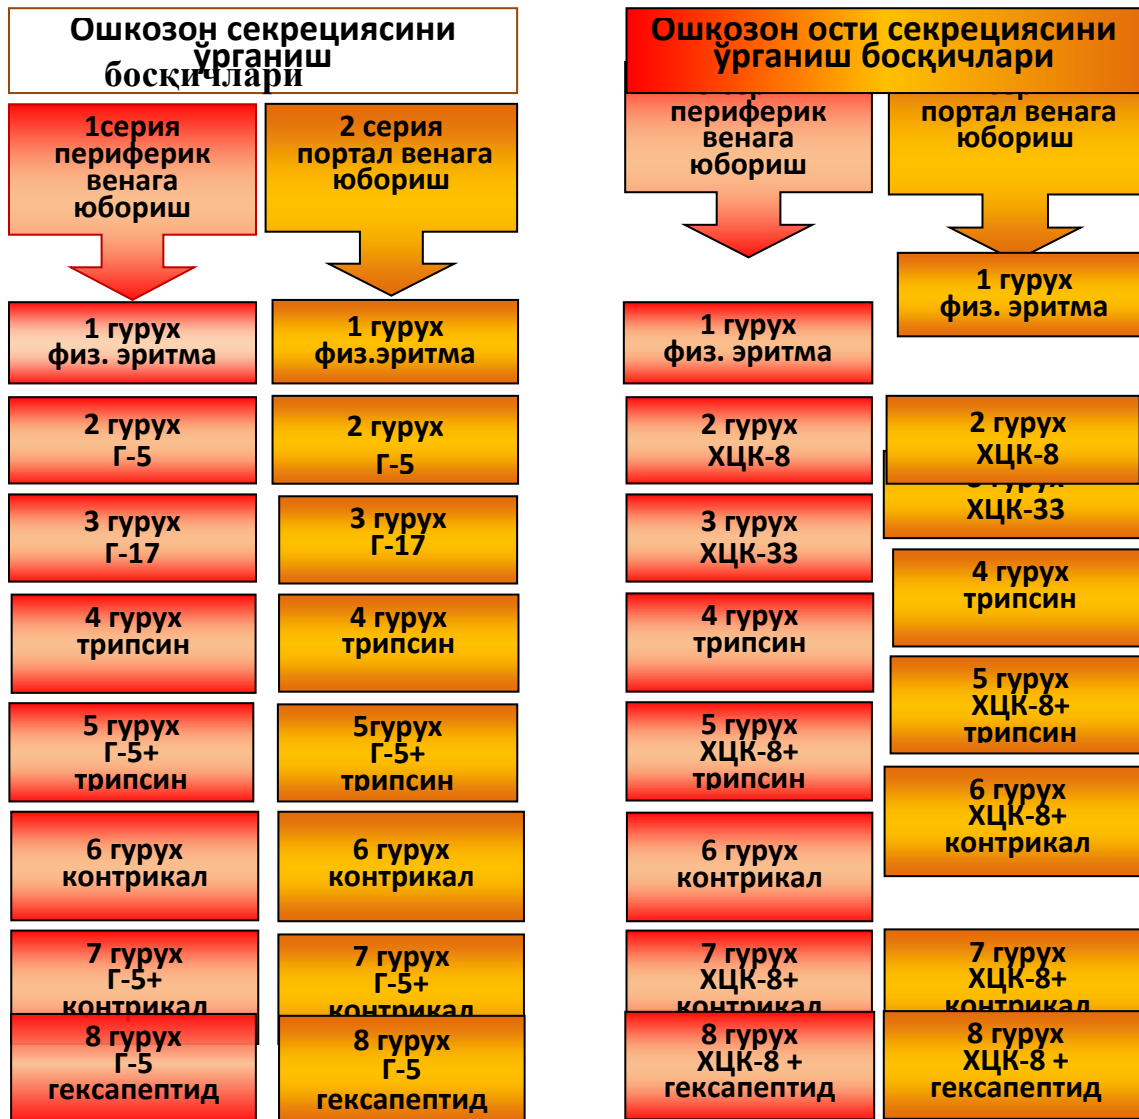 Ошкозон секрециясини
ўрганиш
босқичлари
1серия
периферик
венага
юбориш
2 серия
портал венага
юбориш
1 гурух
физ. эритма
1 гурух
физ.эритма
2 гурух
Г-5
2 гурух
Г-5
3 гурух
Г-17
3 гурух
Г-17
4 гурух
трипсин
4 гурух
трипсин
5 гурух
Г-5+
трипсин
5гурух
Г-5+
трипсин
6 гурух
контрикал
6 гурух
контрикал
7 гурух
Г-5+
контрикал
7 гурух
Г-5+
контрикал
8 гурух
Г-5
гексапептид
8 гурух
Г-5
гексапептид
Ошкозон ости секрециясини
ўрганиш босқичлари
периферик
венага
юбориш
портал венага
юбориш
1 гурух
физ. эритма
1 гурух
физ. эритма
2 гурух
ХЦК-8
2 гурух
ХЦК-8
3 гурух
ХЦК-33
3 гурух
ХЦК-33
4 гурух
трипсин
4 гурух
трипсин
5 гурух
ХЦК-8+
трипсин
5 гурух
ХЦК-8+
трипсин
6 гурух
контрикал
6 гурух
ХЦК-8+
контрикал
7 гурух
ХЦК-8+
контрикал
7 гурух
ХЦК-8+
контрикал
8 гурух
ХЦК-8 +
гексапептид
8 гурух
ХЦК-8 +
гексапептид